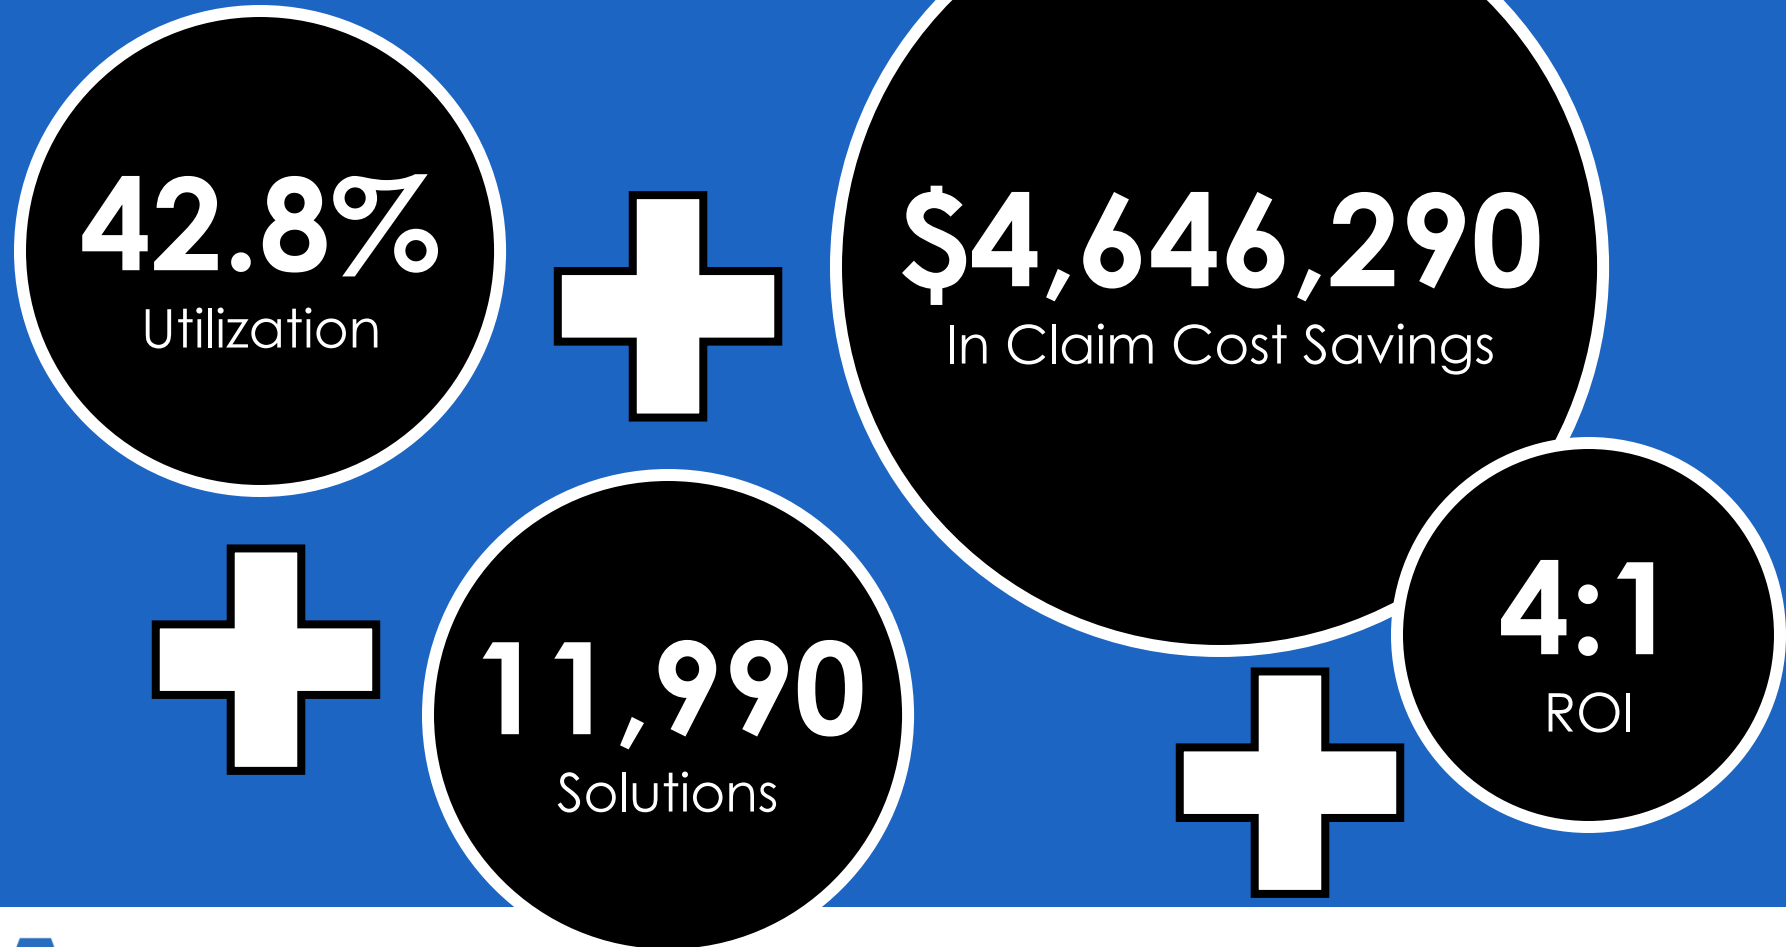 42.8%
Utilization
$4,646,290
In Claim Cost Savings
11,990
Solutions
4:1
ROI